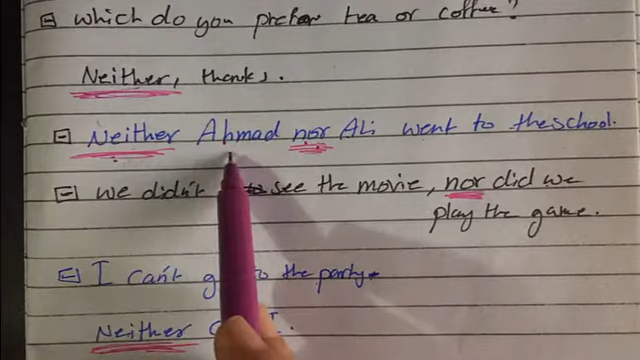 which do you prefer tea or coffee?
Neither, thanks.
Neither Ahmad nor Ali went to the school.
we didn't see the movie, nor did we
play the game.
I can't g to the party.
Neither I.